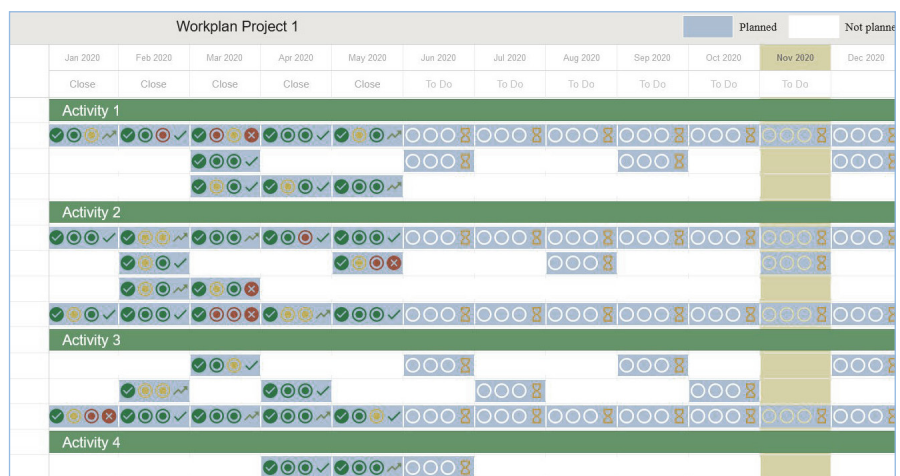 Workplan Project 1 Planned Not planne
Jan 2020 Feb 2020 Mar 2020 Apr 2020 May 2020 Jun 2020 Jul 2020 Aug 2020 Sep 2020 Oct 2020 Nov 2020 Dec 2020
Close Close Close Close Close To Do To Do To Do To Do To Do To Do
Activity 1
Activity 2
Activity 3
Activity 4